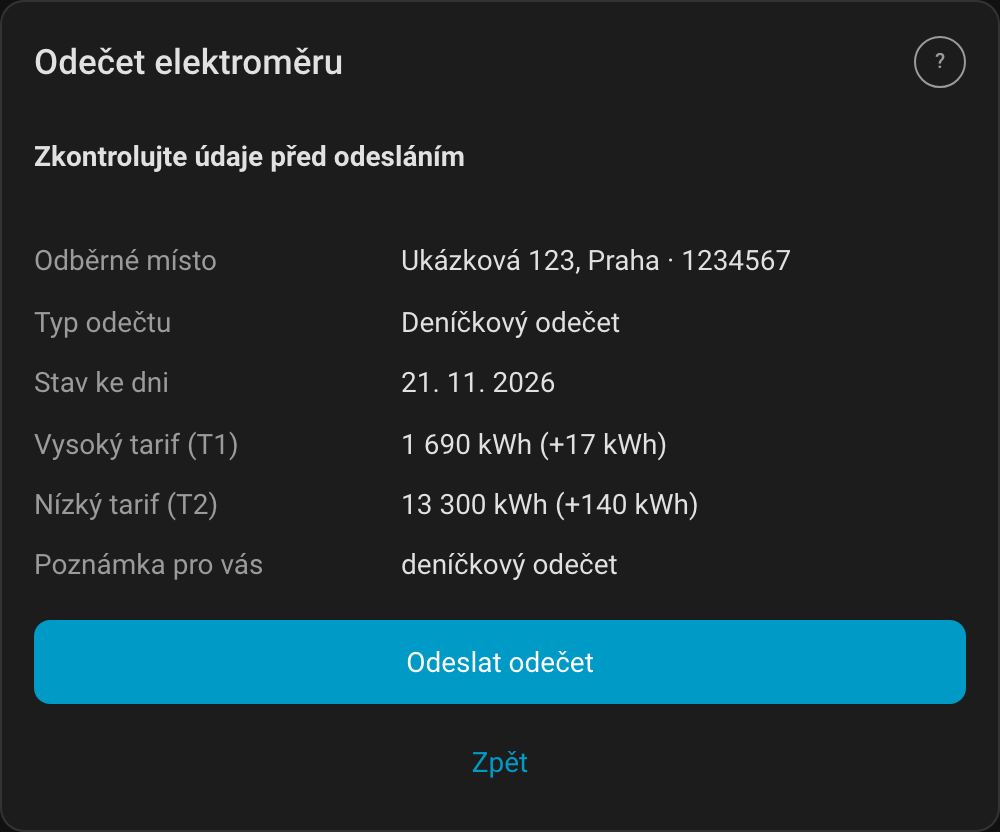 Odečet elektroměru
?
Zkontrolujte údaje před odesláním
Odběrné místo Ukázková 123, Praha · 1234567
Typ odečtu Deníčkový odečet
Stav ke dni 21. 11. 2026
Vysoký tarif (T1) 1 690 kWh (+17 kWh)
Nízký tarif (T2) 13 300 kWh (+140 kWh)
Poznámka pro vás deníčkový odečet
Odeslat odečet
Zpět